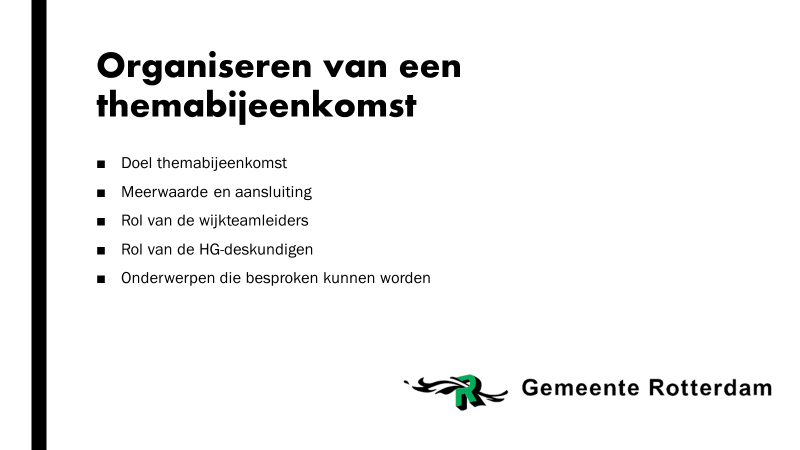 Organiseren van een
themabijeenkomst
■ Doel themabijeenkomst
■ Meerwaarde en aansluiting
■ Rol van de wijkteamleiders
■ Rol van de HG-deskundigen
■ Onderwerpen die besproken kunnen worden
R Gemeente Rotterdam